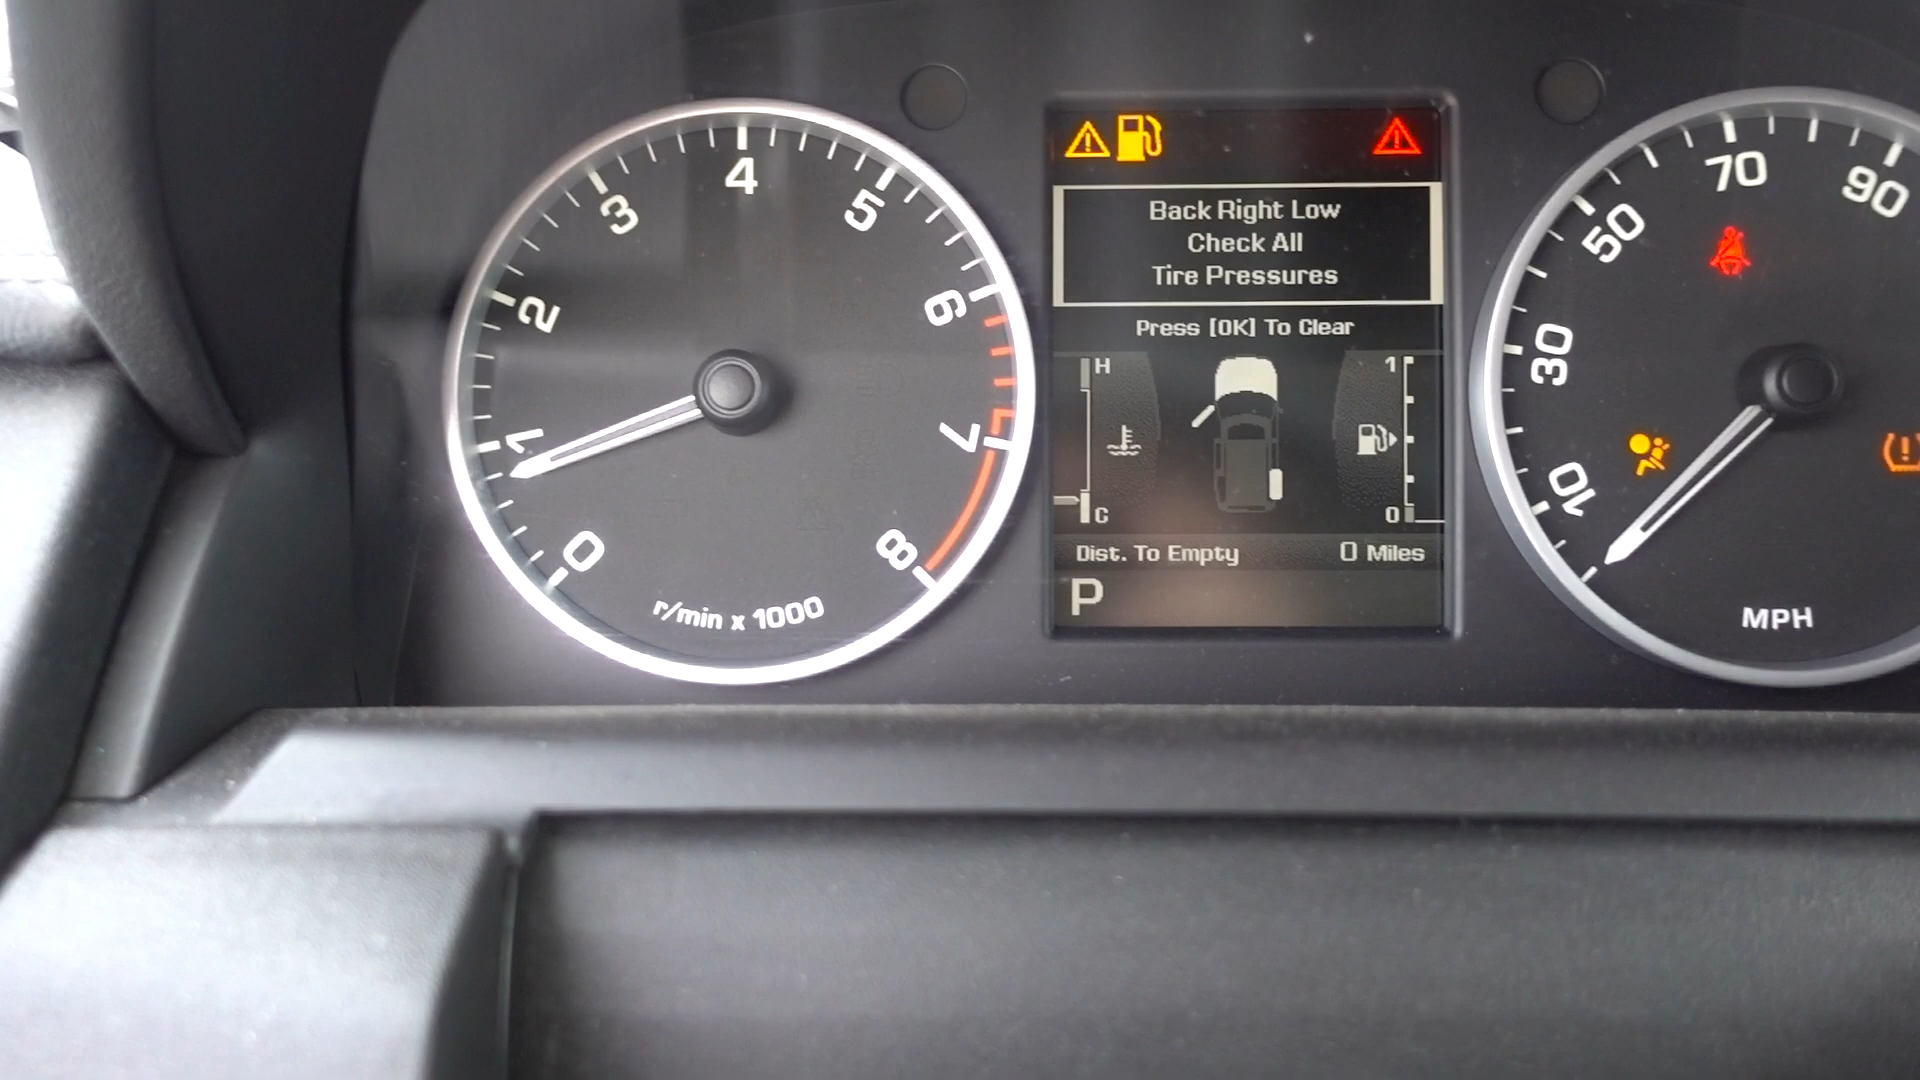 0
1
2
3
4
5
6
7
8
r/min x 1000
Back Right Low
Check All
Tire Pressures
Press [OK] To Clear
H
C
1
0
Dist. To Empty 0 Miles
P
10
30
50
70
90
MPH